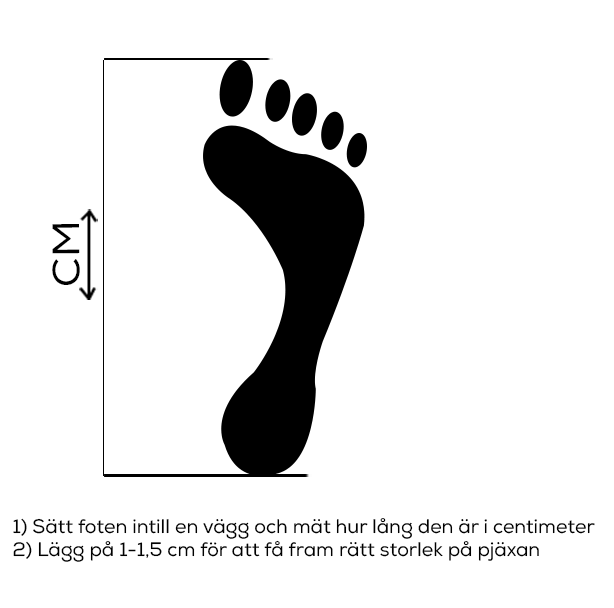 CM
1) Sätt foten intill en vägg och mät hur lång den är i centimeter
2) Lägg på 1-1,5 cm för att få fram rätt storlek på pjäxan